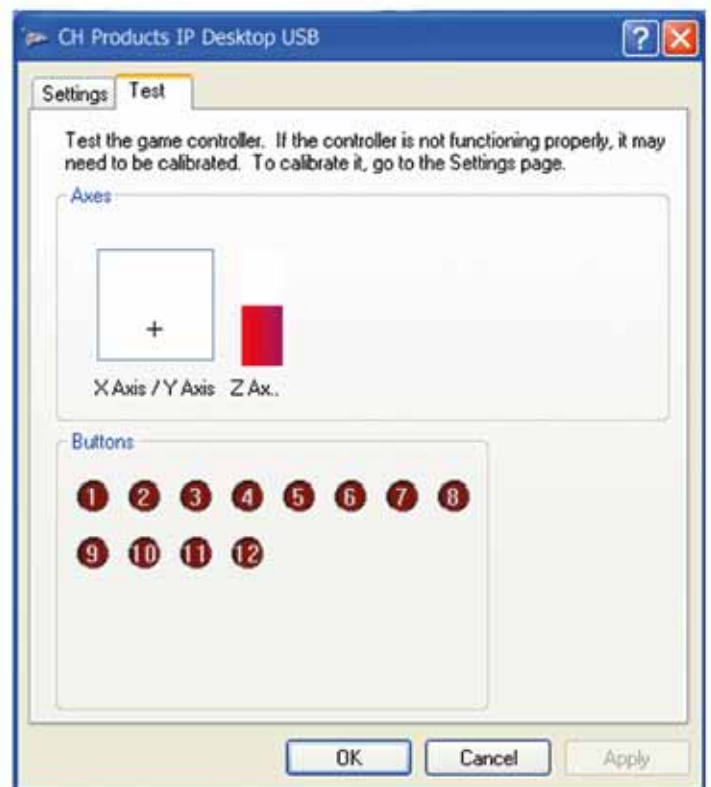 CH Products IP Desktop USB
Settings Test
Test the game controller. If the controller is not functioning properly, it may
need to be calibrated. To calibrate it, go to the Settings page.
Axes
X Axis / Y Axis Z Ax..
Buttons
1 2 3 4 5 6 7 8
9 10 11 12
OK Cancel Apply